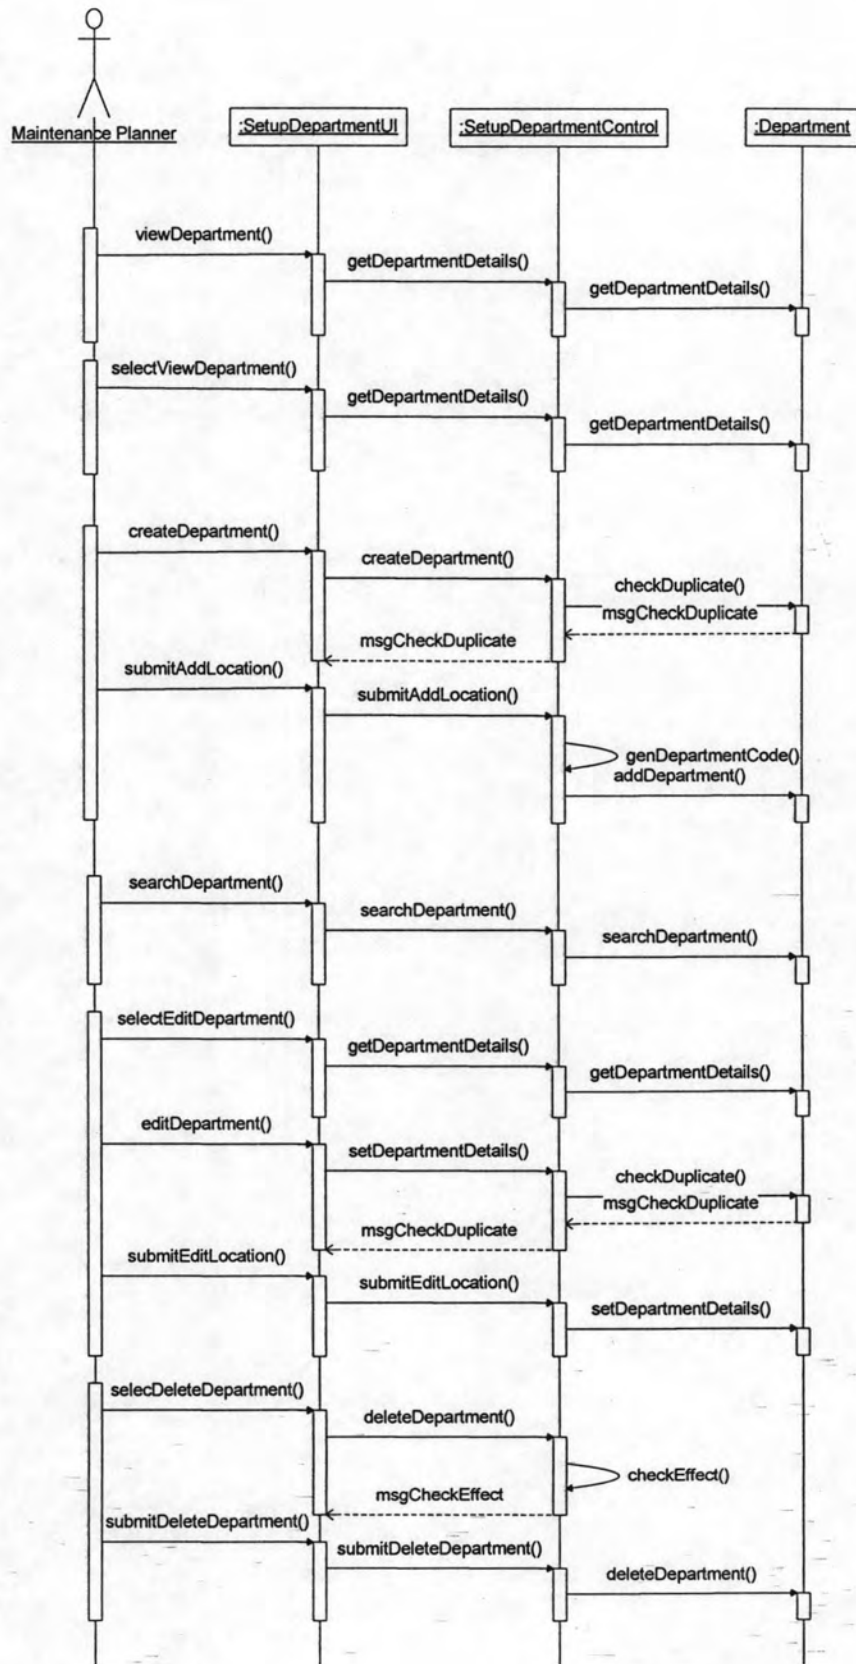 Maintenance Planner
:SetupDepartmentUI
:SetupDepartmentControl
:Department
viewDepartment()
getDepartmentDetails()
getDepartmentDetails()
selectViewDepartment()
getDepartmentDetails()
getDepartmentDetails()
createDepartment()
createDepartment()
checkDuplicate()
msgCheckDuplicate
msgCheckDuplicate
submitAddLocation()
submitAddLocation()
genDepartmentCode()
addDepartment()
searchDepartment()
searchDepartment()
searchDepartment()
selectEditDepartment()
getDepartmentDetails()
getDepartmentDetails()
editDepartment()
setDepartmentDetails()
checkDuplicate()
msgCheckDuplicate
msgCheckDuplicate
submitEditLocation()
submitEditLocation()
setDepartmentDetails()
selecDeleteDepartment()
deleteDepartment()
checkEffect()
msgCheckEffect
submitDeleteDepartment()
submitDeleteDepartment()
deleteDepartment()